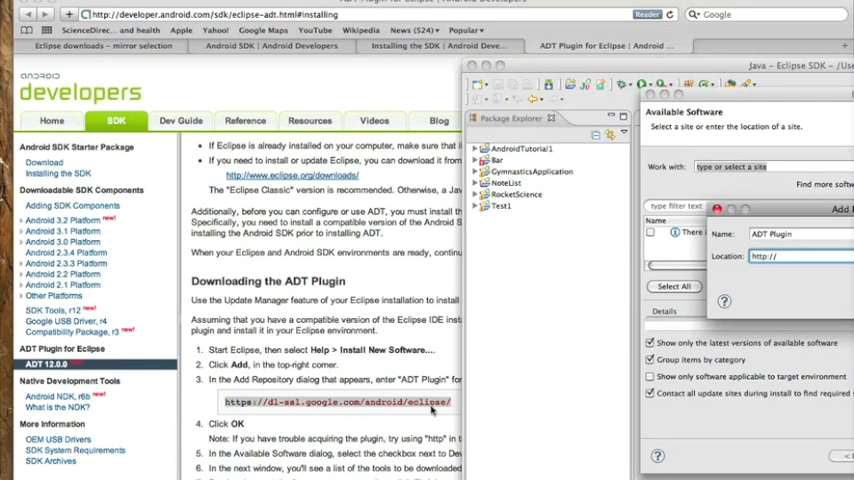 ADT Plugin for Eclipse | Android Developers
http://developer.android.com/sdk/eclipse-adt.html#installing
Reader
Google
ScienceDirec... and health
Apple
Yahoo!
Google Maps
YouTube
Wikipedia
News (524)
Popular
Eclipse downloads - mirror selection
Android SDK | Android Developers
Installing the SDK | Android Deve...
ADT Plugin for Eclipse | Android ...
Java - Eclipse SDK - /Use
android
developers
Home
SDK
Dev Guide
Reference
Resources
Videos
Blog
Android SDK Starter Package
Download
Installing the SDK
Downloadable SDK Components
Adding SDK Components
Android 3.2 Platform new!
Android 3.1 Platform
Android 3.0 Platform
Android 2.3.4 Platform
Android 2.3.3 Platform
Android 2.2 Platform
Other Platforms
SDK Tools, r12 new!
Google USB Driver, r4
Compatibility Package, r3 new!
ADT Plugin for Eclipse
ADT 12.0.0
Native Development Tools
Android NDK, r6b new!
What is the NDK?
More Information
OEM USB Drivers
SDK System Requirements
SDK Archives
If Eclipse is already installed on your computer, make sure that i
If you need to install or update Eclipse, you can download it from
http://www.eclipse.org/downloads/
The "Eclipse Classic" version is recommended. Otherwise, a Jav
Additionally, before you can configure or use ADT, you must install the
Specifically, you need to install a compatible version of the Android S
installing the Android SDK prior to installing ADT.
When your Eclipse and Android SDK environments are ready, continu
Downloading the ADT Plugin
Use the Update Manager feature of your Eclipse installation to install
Assuming that you have a compatible version of the Eclipse IDE inst
plugin and install it in your Eclipse environment.
1. Start Eclipse, then select Help > Install New Software....
2. Click Add, in the top-right corner.
3. In the Add Repository dialog that appears, enter "ADT Plugin" for
https://dl-ssl.google.com/android/eclipse/
4. Click OK
Note: If you have trouble acquiring the plugin, try using "http" in t
5. In the Available Software dialog, select the checkbox next to Dev
6. In the next window, you'll see a list of the tools to be downloaded
Package Explorer
AndroidTutorial1
Bar
GymnasticsApplication
NoteList
RocketScience
Test1
Available Software
Select a site or enter the location of a site.
Work with:
type or select a site
Find more softw
type filter text
Name
There i
Select All
Details
Show only the latest versions of available software
Group items by category
Show only software applicable to target environment
Contact all update sites during install to find required s
Add
Name:
ADT Plugin
Location:
http://